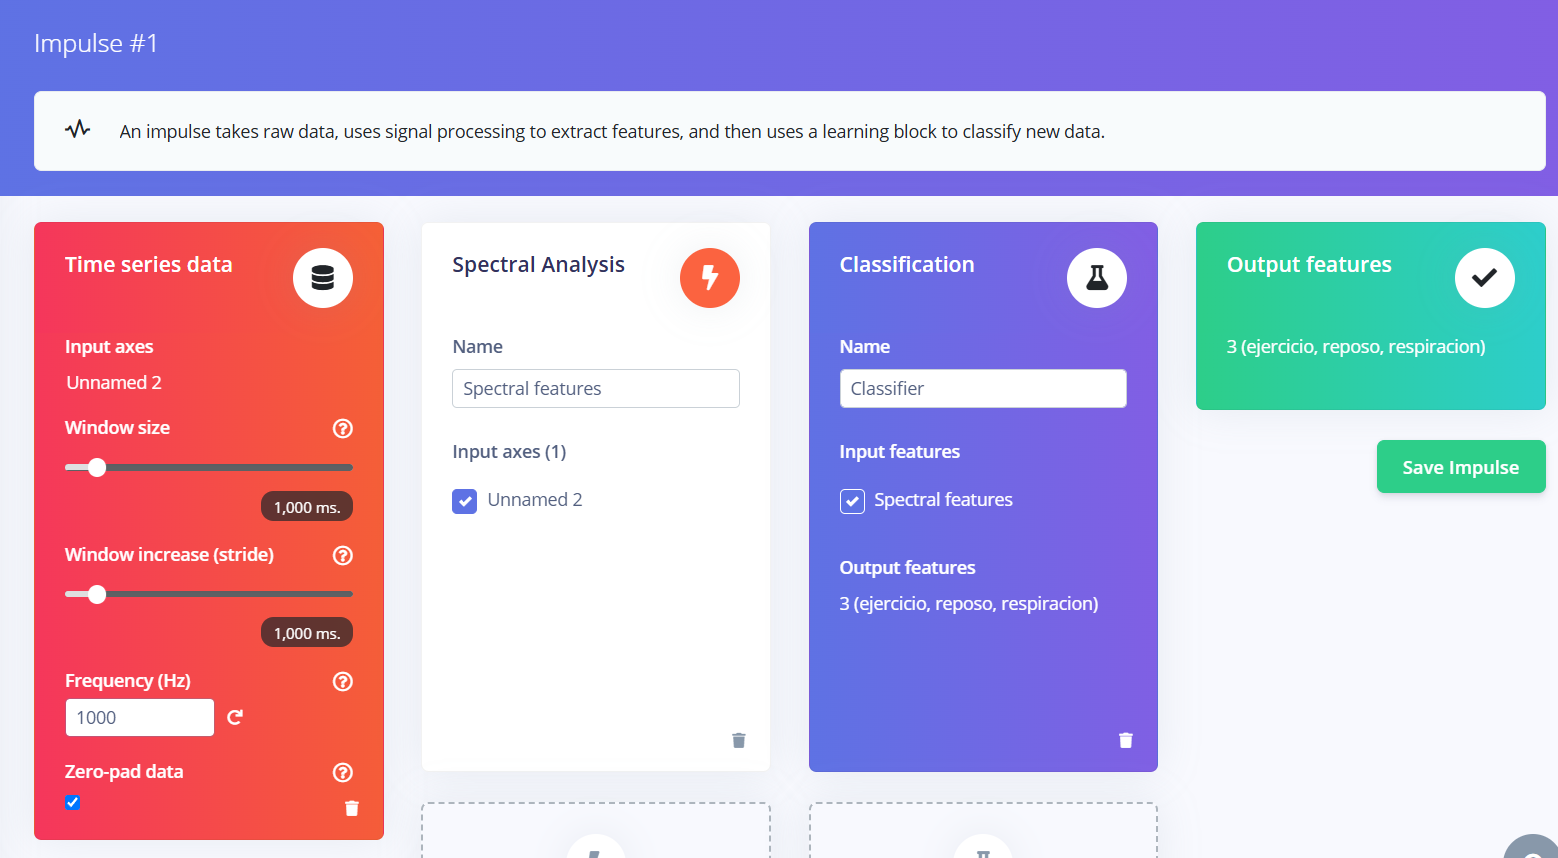 Impulse #1
An impulse takes raw data, uses signal processing to extract features, and then uses a learning block to classify new data.
Time series data
Input axes
Unnamed 2
Window size
1,000 ms.
Window increase (stride)
1,000 ms.
Frequency (Hz)
1000
Zero-pad data
Spectral Analysis
Name
Spectral features
Input axes (1)
Unnamed 2
Classification
Name
Classifier
Input features
Spectral features
Output features
3 (ejercicio, reposo, respiracion)
Output features
3 (ejercicio, reposo, respiracion)
Save Impulse